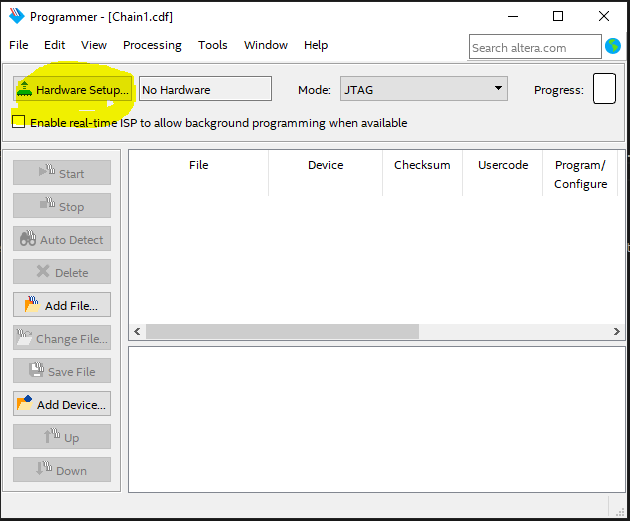 Programmer - [Chain1.cdf]
File Edit View Processing Tools Window Help
Search altera.com
Hardware Setup... No Hardware Mode: JTAG Progress:
Enable real-time ISP to allow background programming when available
Start
Stop
Auto Detect
Delete
Add File...
Change File...
Save File
Add Device...
Up
Down
File Device Checksum Usercode Program/
Configure